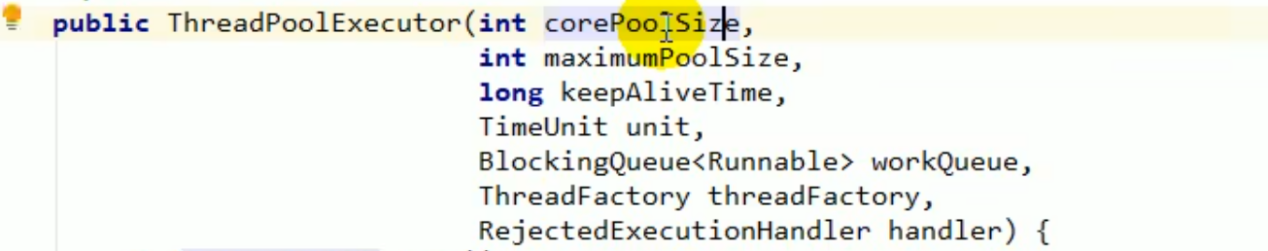 public ThreadPoolExecutor(int corePoolSize,
int maximumPoolSize,
long keepAliveTime,
TimeUnit unit,
BlockingQueue<Runnable> workQueue,
ThreadFactory threadFactory,
RejectedExecutionHandler handler) {